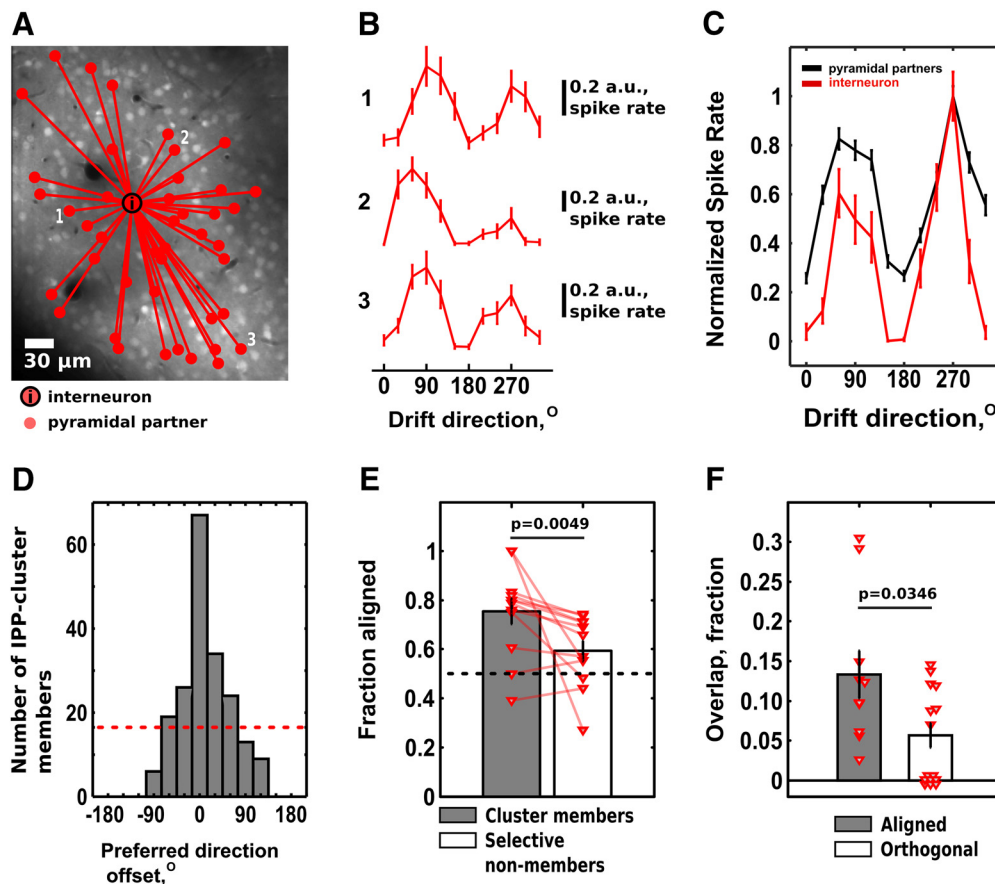 A
2
1
i
3
30 µm
i interneuron
pyramidal partner
B
1
0.2 a.u., spike rate
2
0.2 a.u., spike rate
3
0.2 a.u., spike rate
0 90 180 270
Drift direction,°
C
pyramidal partners
interneuron
Normalized Spike Rate
1
0.8
0.6
0.4
0.2
0
0 90 180 270
Drift direction,°
D
Number of IPP-cluster
members
60
40
20
0
-180 -90 0 90 180
Preferred direction
offset,°
E
p=0.0049
Fraction aligned
1
0.8
0.6
0.4
0.2
0
Cluster members
Selective
non-members
F
p=0.0346
Overlap, fraction
0.3
0.25
0.2
0.15
0.1
0.05
0
Aligned
Orthogonal